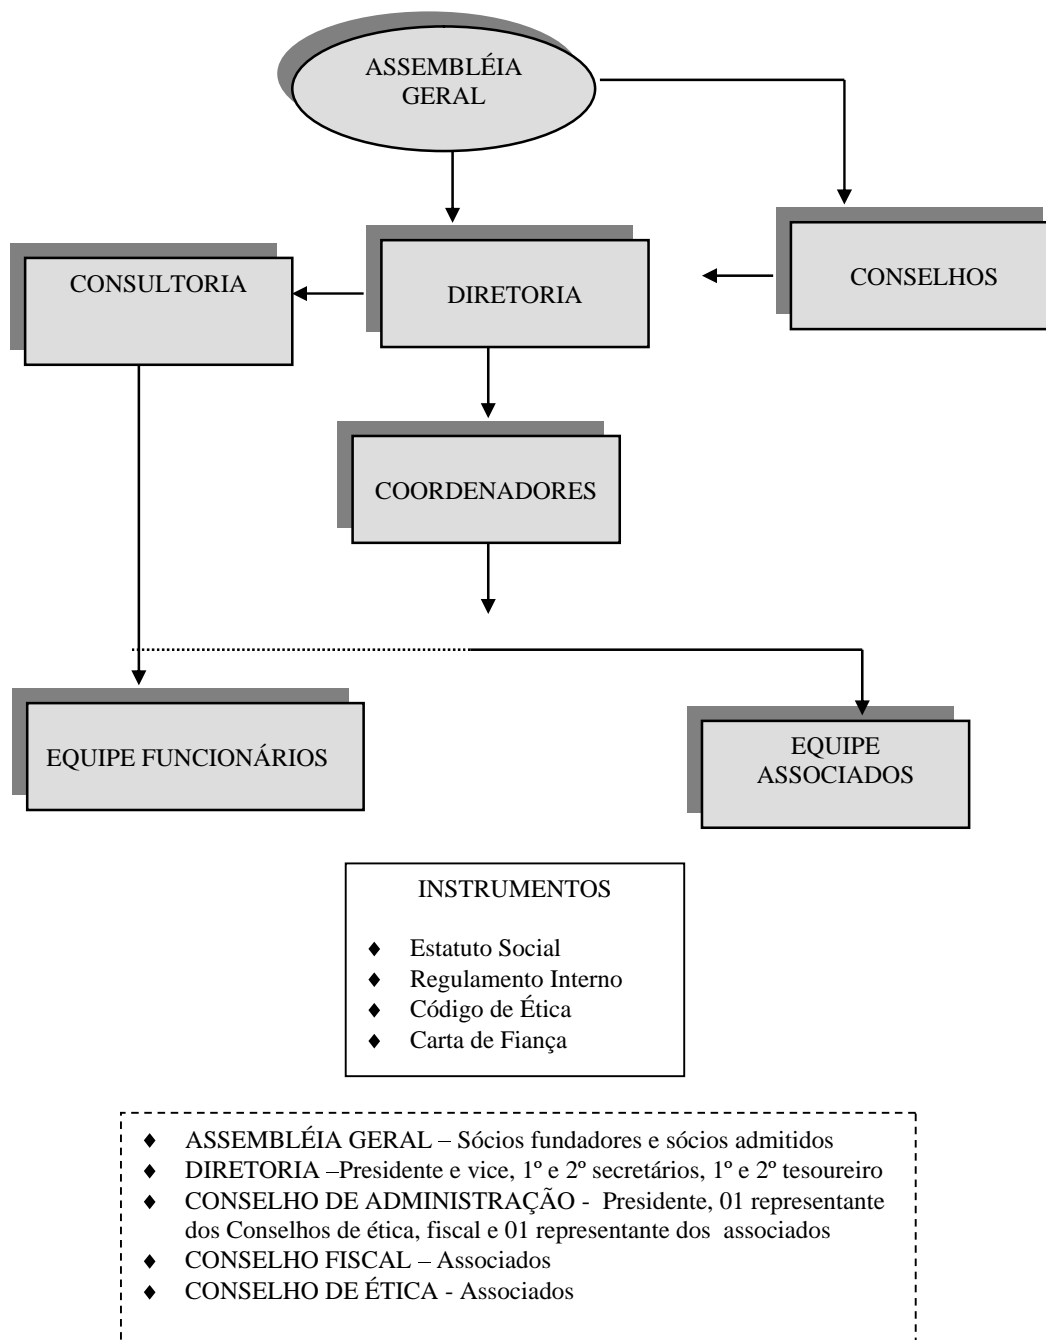 ASSEMBLÉIA
GERAL
CONSULTORIA
DIRETORIA
CONSELHOS
COORDENADORES
EQUIPE FUNCIONÁRIOS
EQUIPE
ASSOCIADOS
INSTRUMENTOS
♦ Estatuto Social
♦ Regulamento Interno
♦ Código de Ética
♦ Carta de Fiança
♦ ASSEMBLÉIA GERAL – Sócios fundadores e sócios admitidos
♦ DIRETORIA –Presidente e vice, 1º e 2º secretários, 1º e 2º tesoureiro
♦ CONSELHO DE ADMINISTRAÇÃO - Presidente, 01 representante
dos Conselhos de ética, fiscal e 01 representante dos associados
♦ CONSELHO FISCAL – Associados
♦ CONSELHO DE ÉTICA - Associados